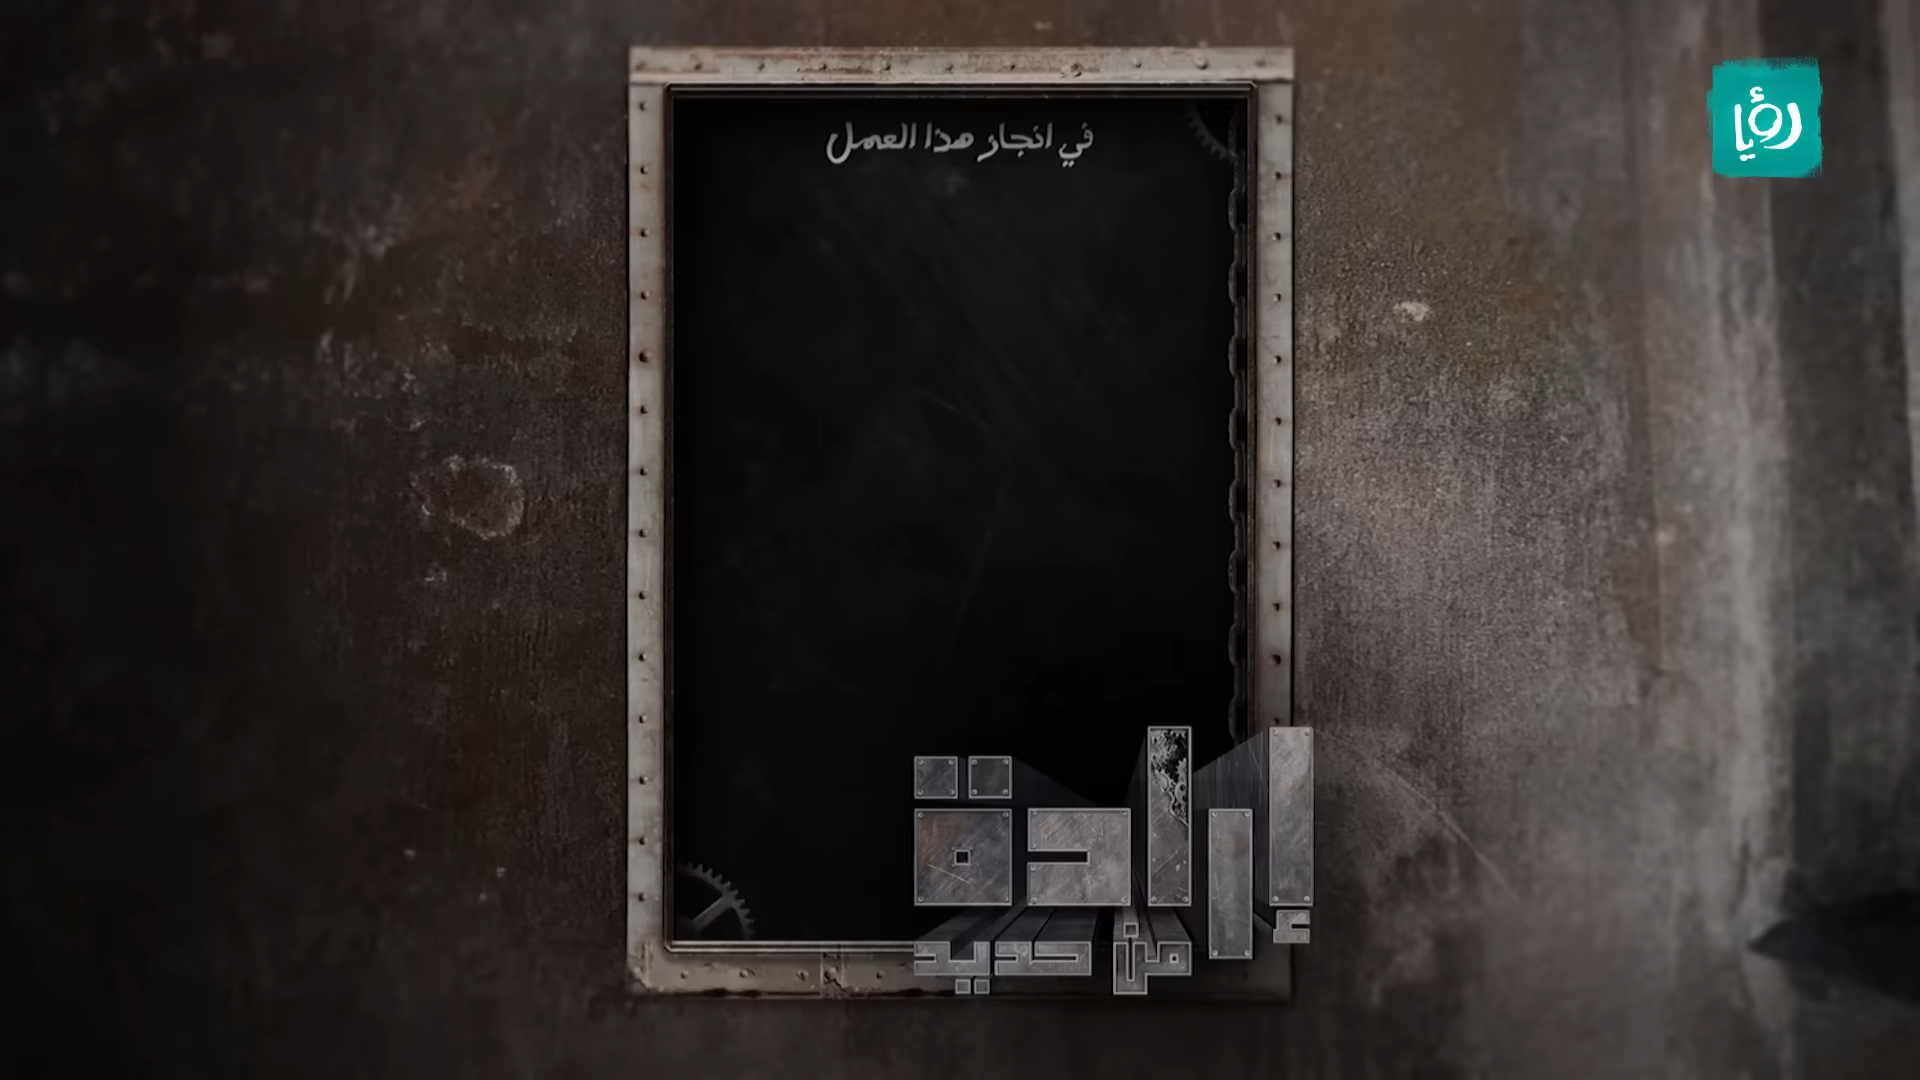 رؤيا
في انجاز هذا العمل
إرادة
من حديد